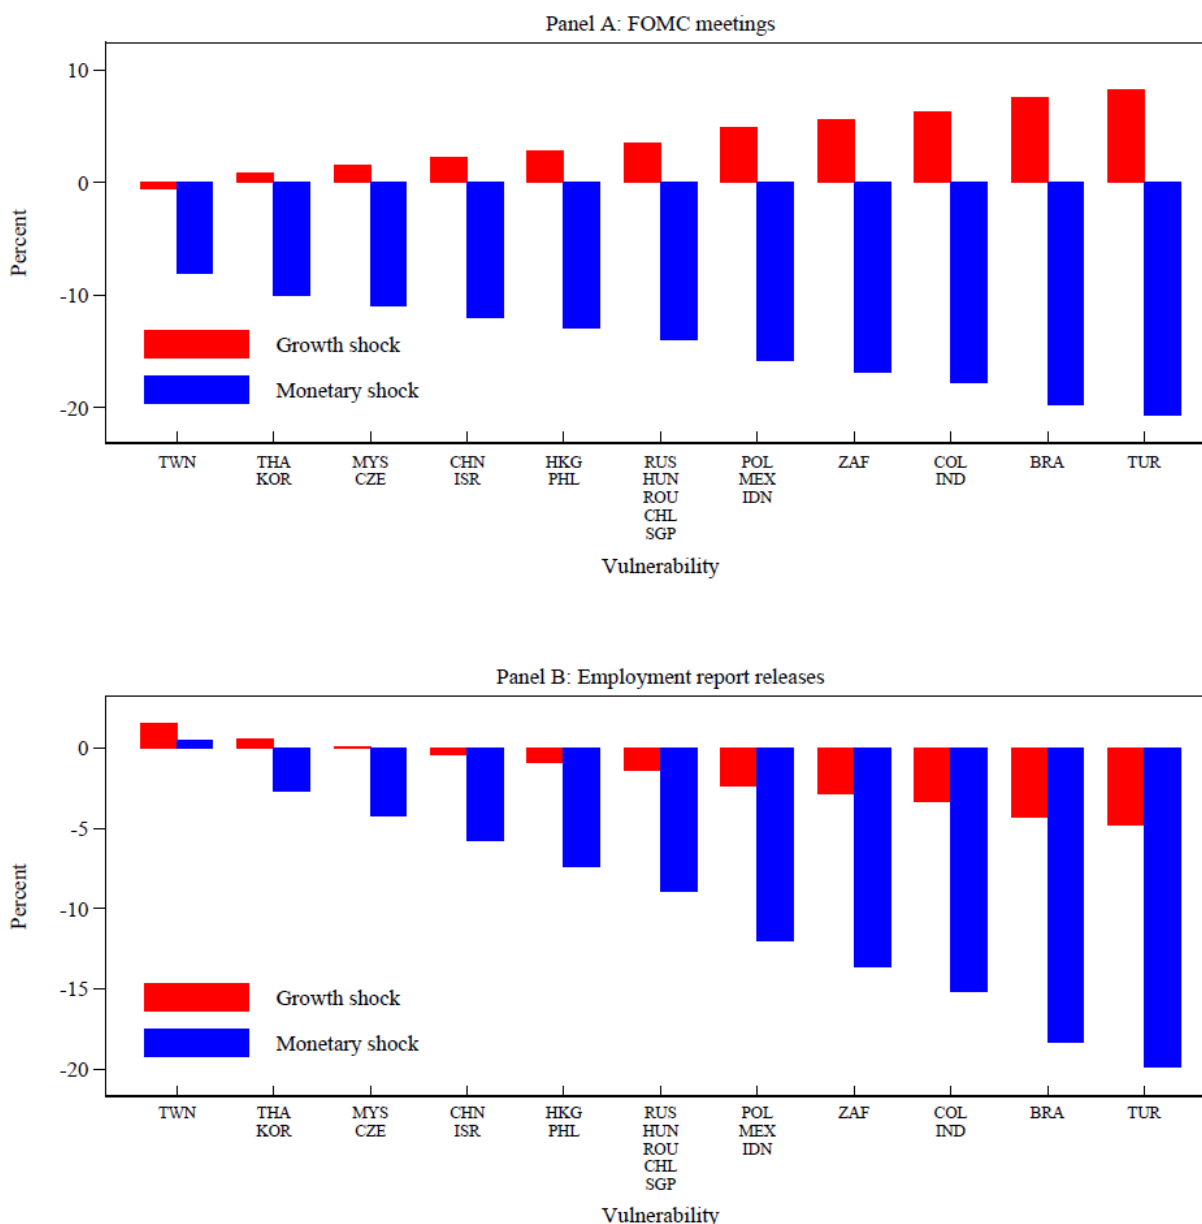 Panel A: FOMC meetings
10
0
-10
-20
Percent
Growth shock
Monetary shock
TWN THA MYS CHN HKG RUS POL ZAF COL BRA TUR
KOR CZE ISR PHL HUN MEX IND
ROU IDN
CHL
SGP
Vulnerability
Panel B: Employment report releases
0
-5
-10
-15
-20
Percent
Growth shock
Monetary shock
TWN THA MYS CHN HKG RUS POL ZAF COL BRA TUR
KOR CZE ISR PHL HUN MEX IND
ROU IDN
CHL
SGP
Vulnerability